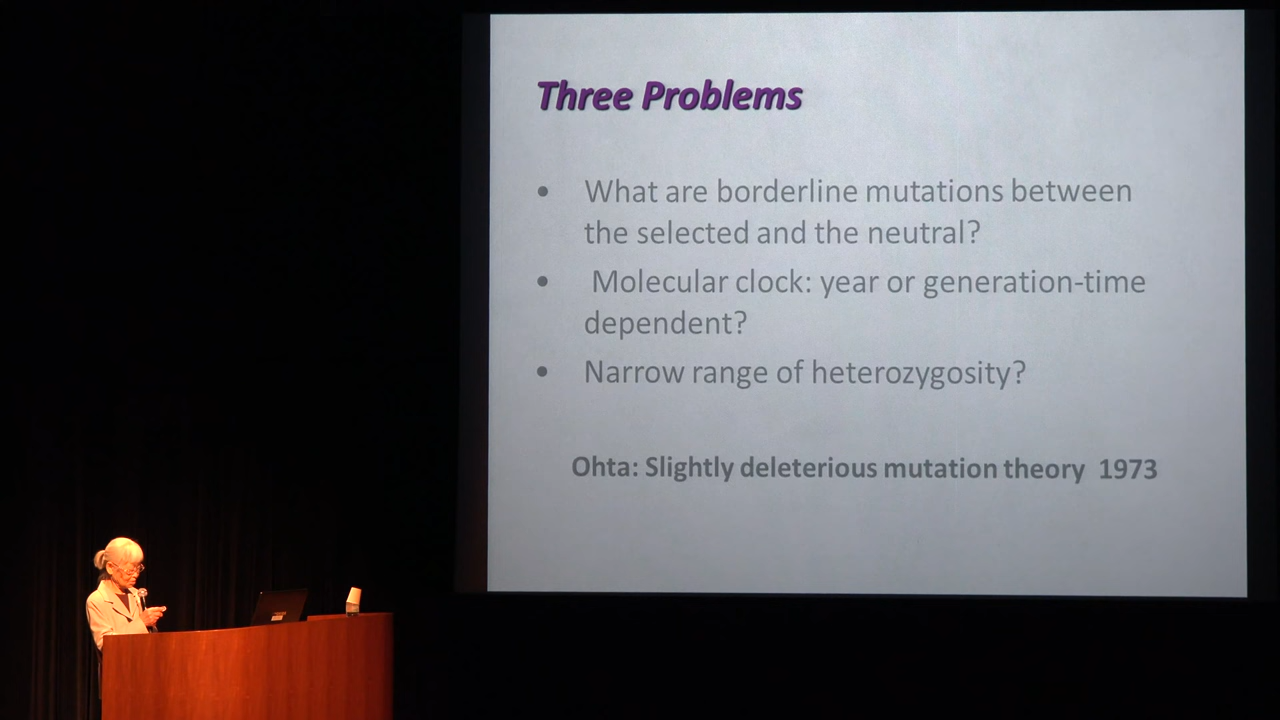 Three Problems
• What are borderline mutations between
the selected and the neutral?
• Molecular clock: year or generation-time
dependent?
• Narrow range of heterozygosity?
Ohta: Slightly deleterious mutation theory 1973